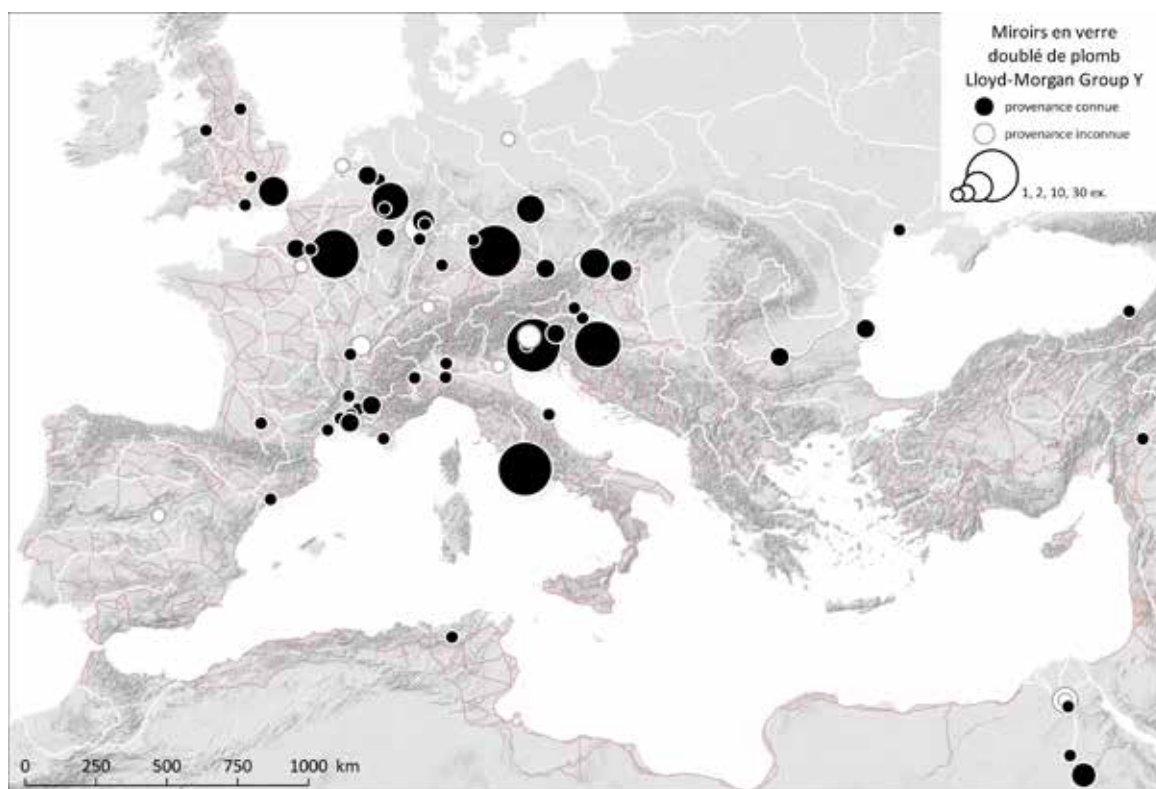 Miroirs en verre
doublé de plomb
Lloyd-Morgan Group Y
provenance connue
provenance inconnue
1, 2, 10, 30 ex.
0 250 500 750 1000 km